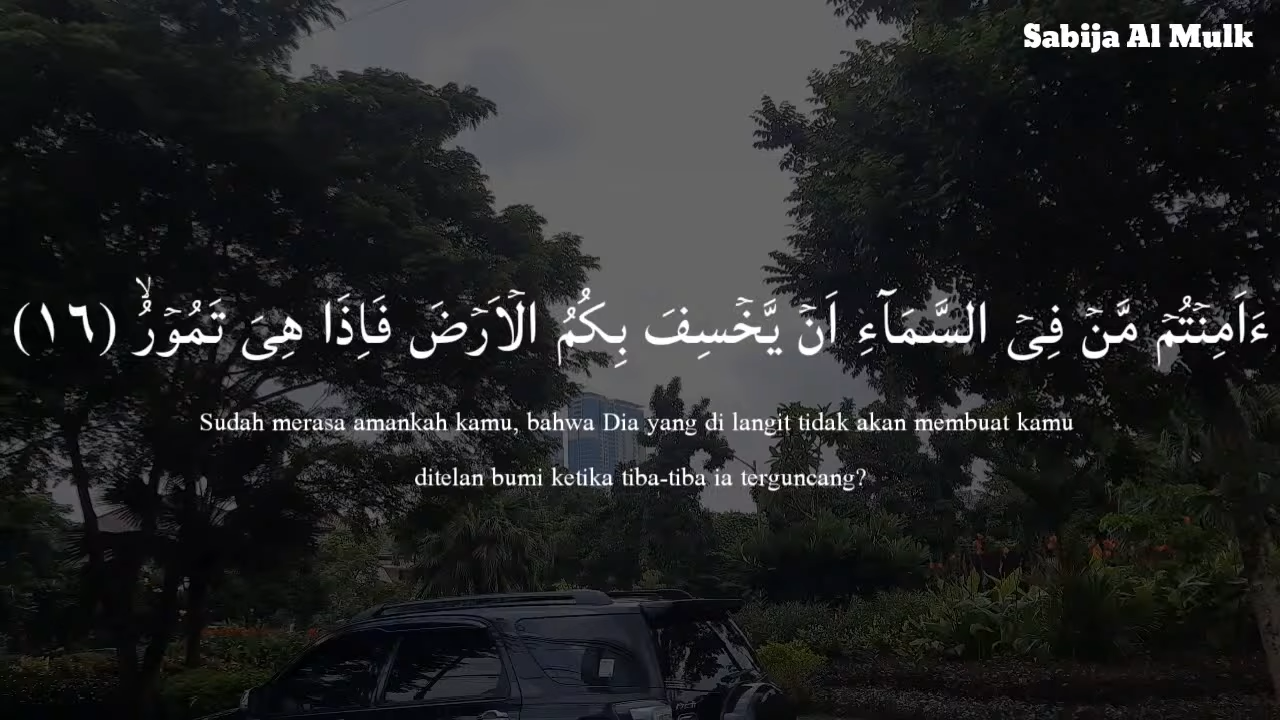 Sabija Al Mulk
ءَاَمِنۡتُمۡ مَّنۡ فِىۡ السَّمَآءِ اَنۡ يَّخۡسِفَ بِكُمُ الۡاَرۡضَ فَاِذَا هِىَ تَمُوۡرُۙ ‏(١٦)
Sudah merasa amankah kamu, bahwa Dia yang di langit tidak akan membuat kamu
ditelan bumi ketika tiba-tiba ia terguncang?